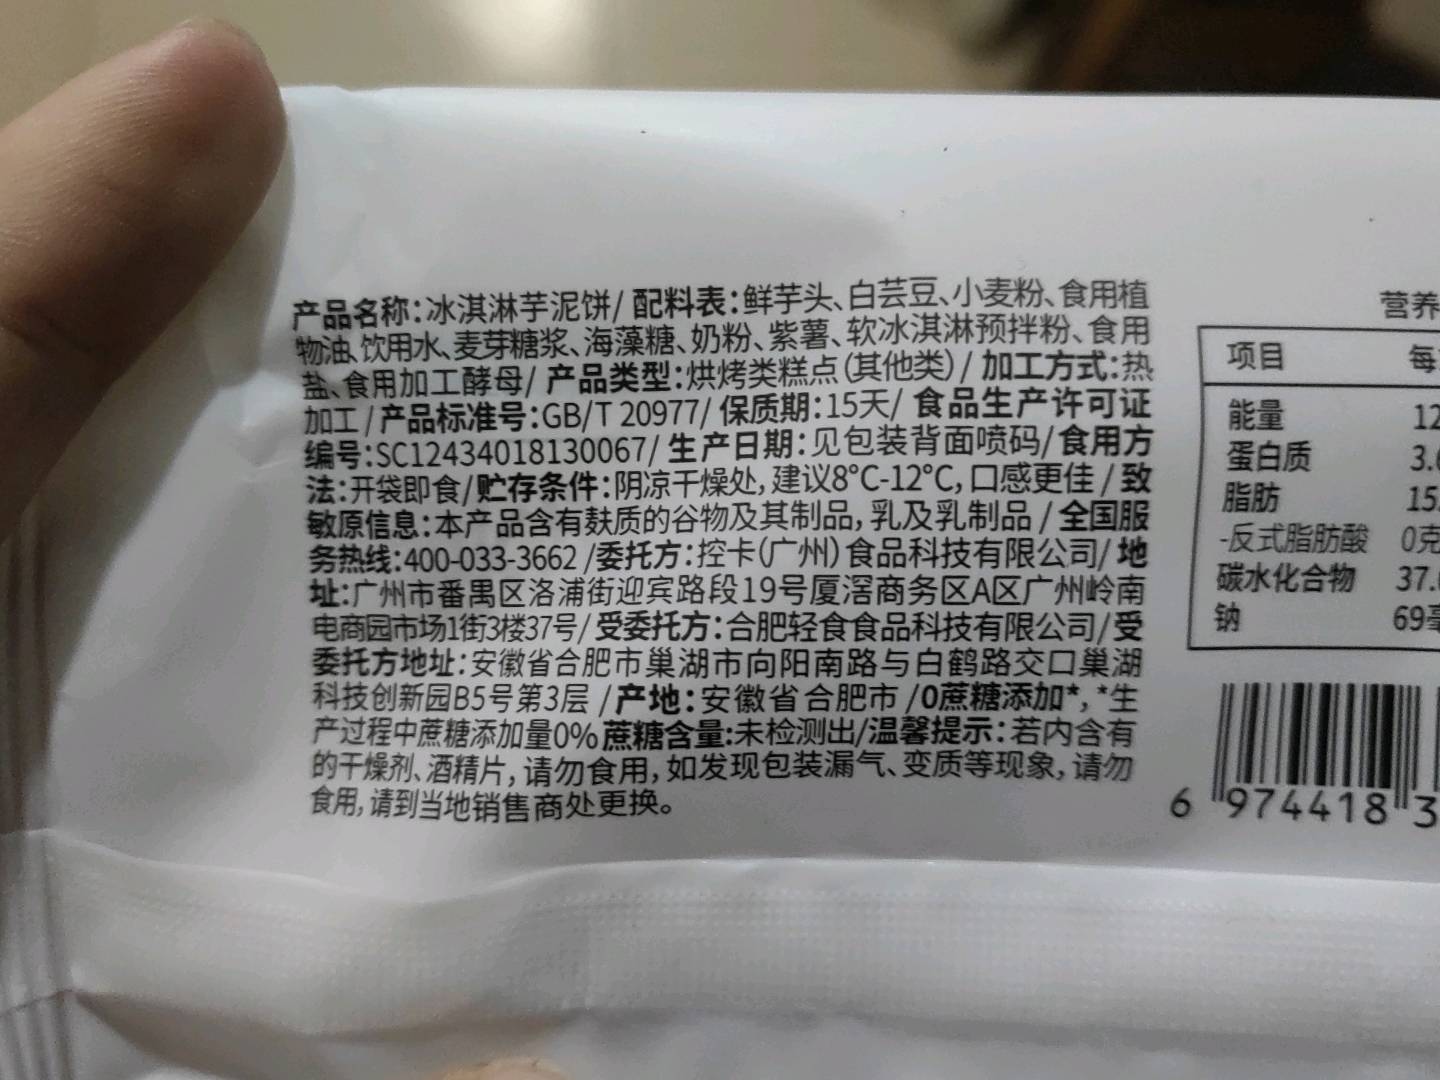 产品名称:冰淇淋芋泥饼/ 配料表:鲜芋头、白芸豆、小麦粉、食用植
物油、饮用水、麦芽糖浆、海藻糖、奶粉、紫薯、软冰淇淋预拌粉、食用
盐、食用加工酵母/ 产品类型:烘烤类糕点(其他类)/ 加工方式:热
加工/产品标准号:GB/T 20977/ 保质期:15天/ 食品生产许可证
编号:SC12434018130067/ 生产日期:见包装背面喷码/食用方
法:开袋即食/贮存条件:阴凉干燥处,建议8°C-12°C,口感更佳/致
敏原信息:本产品含有麸质的谷物及其制品,乳及乳制品/全国服
务热线:400-033-3662/委托方:控卡(广州)食品科技有限公司/地
址:广州市番禺区洛浦街迎宾路段19号厦滘商务区A区广州岭南
电商园市场1街3楼37号/受委托方:合肥轻食食品科技有限公司/受
委托方地址:安徽省合肥市巢湖市向阳南路与白鹤路交口巢湖
科技创新园B5号第3层/产地:安徽省合肥市/0蔗糖添加*,*生
产过程中蔗糖添加量0%蔗糖含量:未检测出/温馨提示:若内含有
的干燥剂、酒精片,请勿食用,如发现包装漏气、变质等现象,请勿
食用,请到当地销售商处更换。
营养
项目 每
能量 12
蛋白质 3.
脂肪 15.
-反式脂肪酸 0克
碳水化合物 37.
钠 69毫
6 974418 3